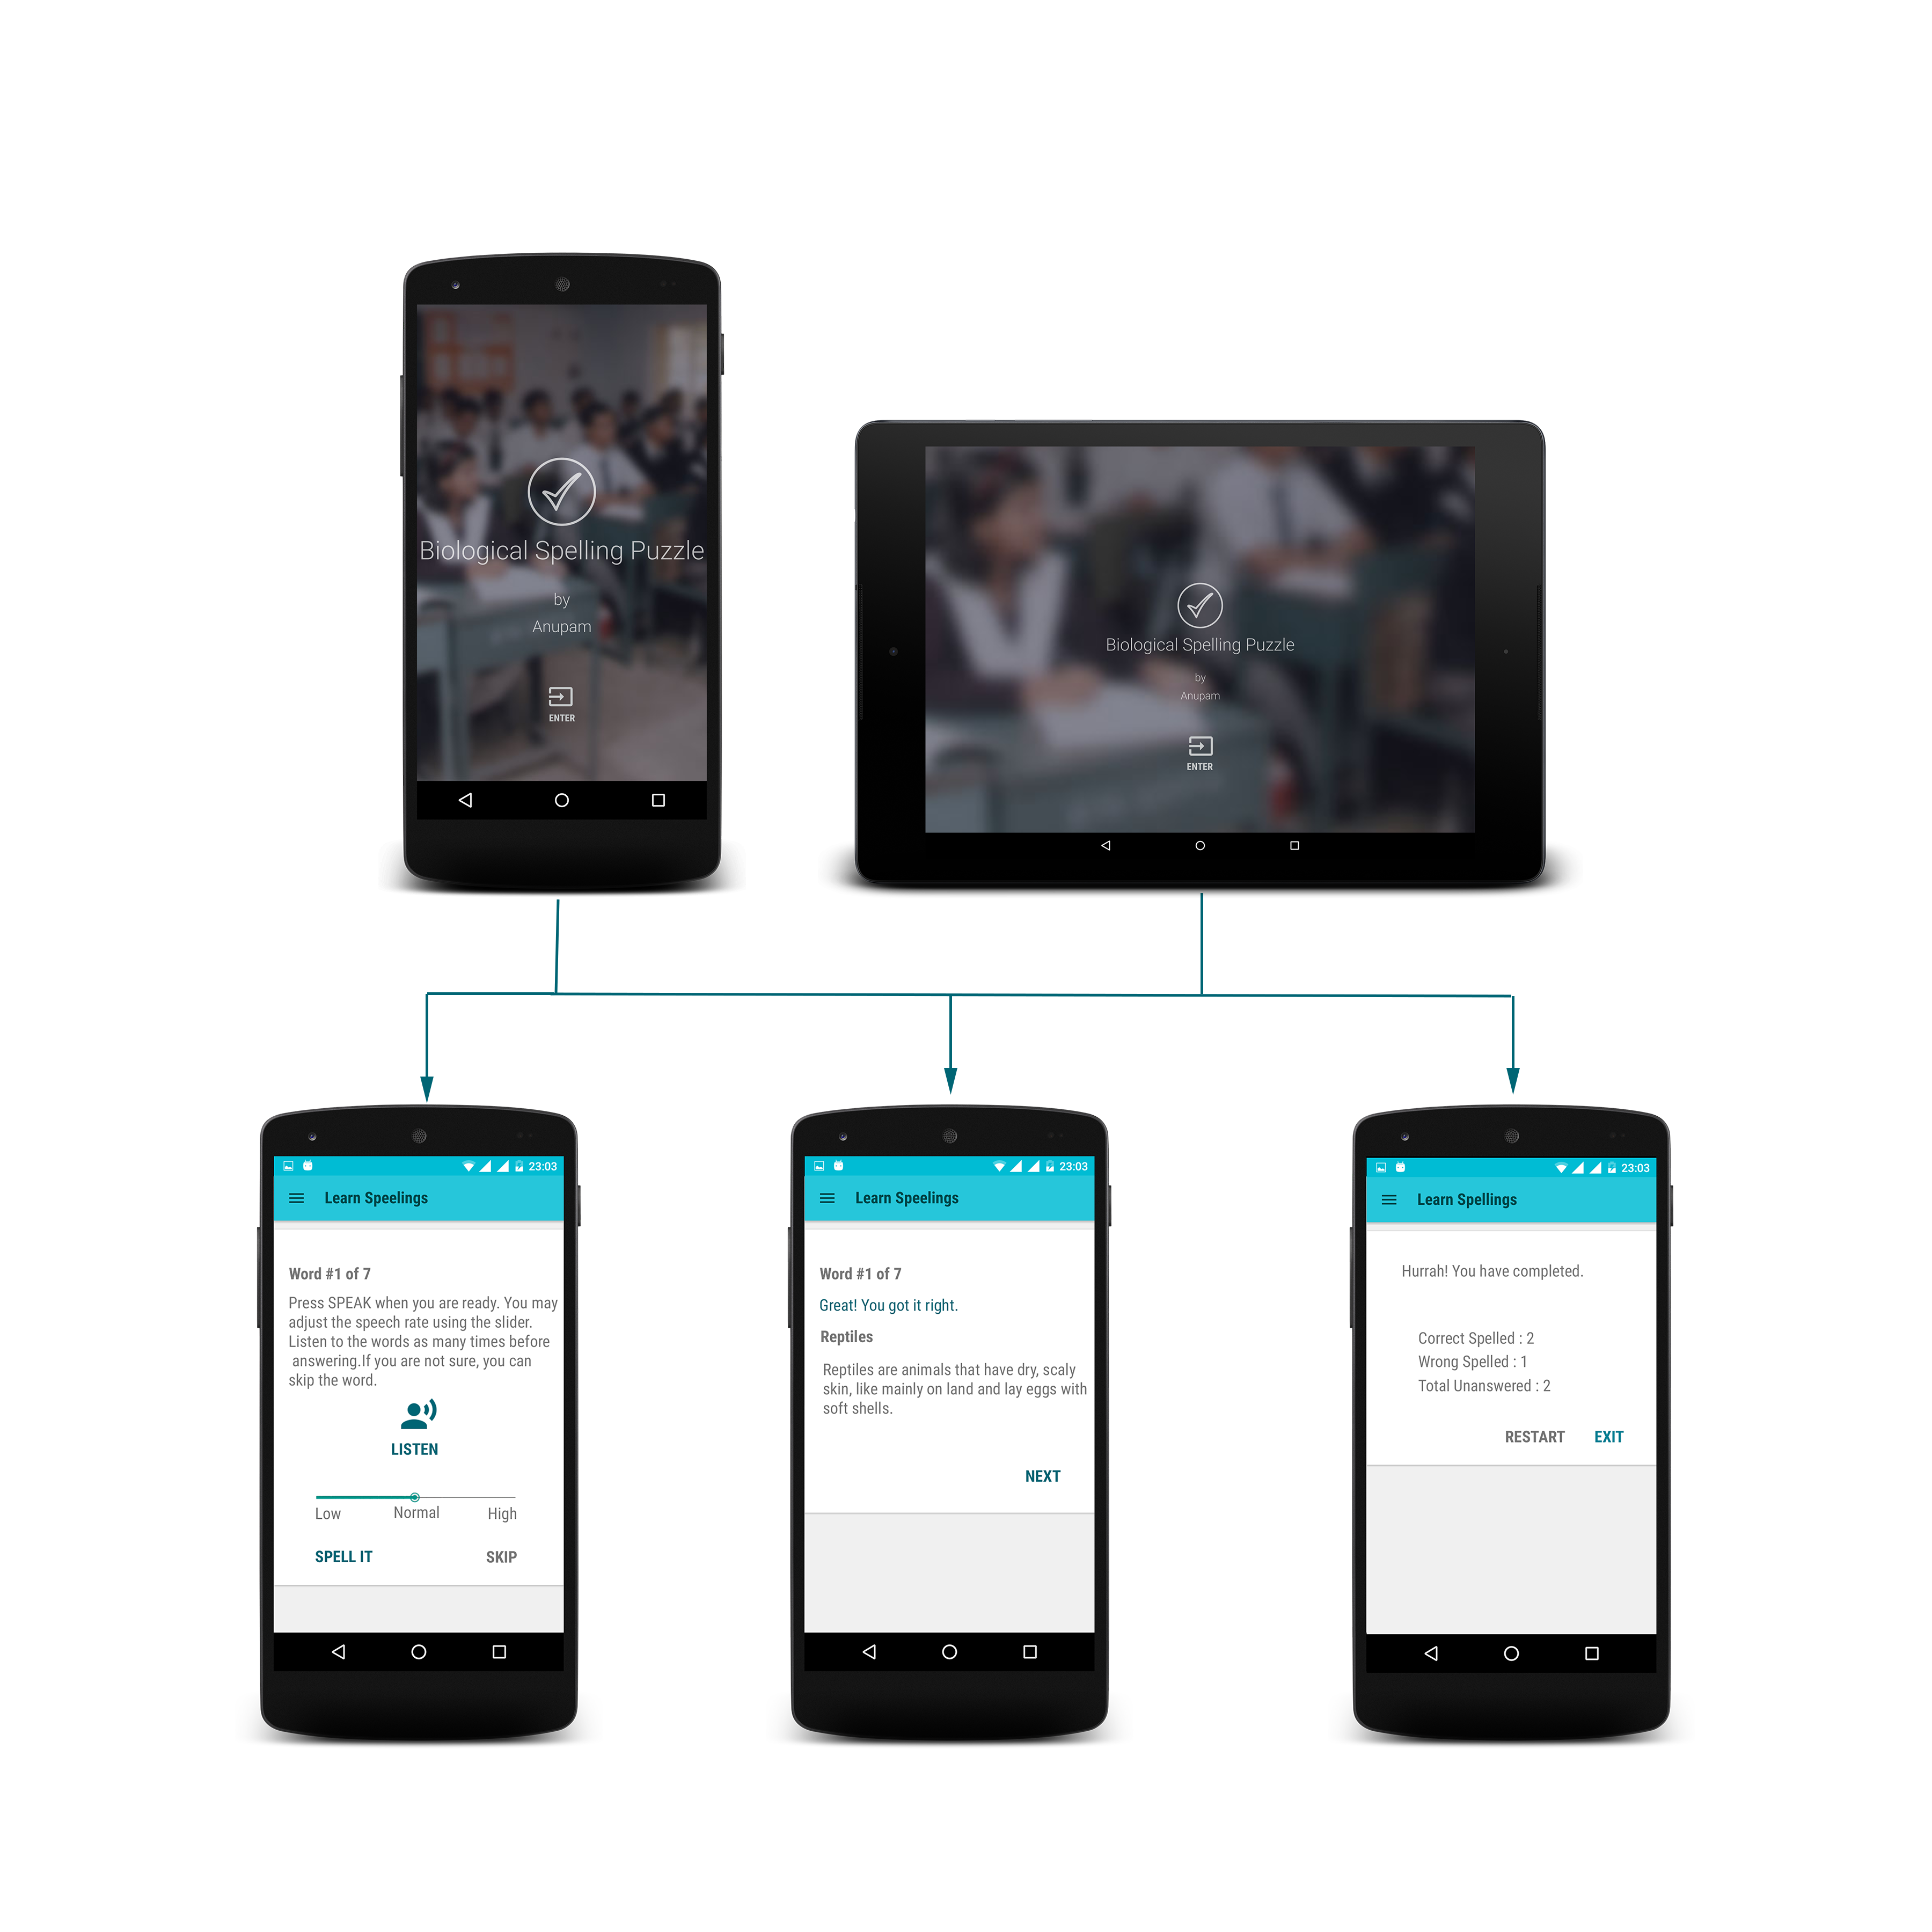 Biological Spelling Puzzle
by
Anupam
ENTER
Biological Spelling Puzzle
by
Anupam
ENTER
23:03
Learn Speelings
Word #1 of 7
Press SPEAK when you are ready. You may
adjust the speech rate using the slider.
Listen to the words as many times before
answering.If you are not sure, you can
skip the word.
LISTEN
Low Normal High
SPELL IT SKIP
23:03
Learn Speelings
Word #1 of 7
Great! You got it right.
Reptiles
Reptiles are animals that have dry, scaly
skin, like mainly on land and lay eggs with
soft shells.
NEXT
23:03
Learn Spellings
Hurrah! You have completed.
Correct Spelled : 2
Wrong Spelled : 1
Total Unanswered : 2
RESTART EXIT